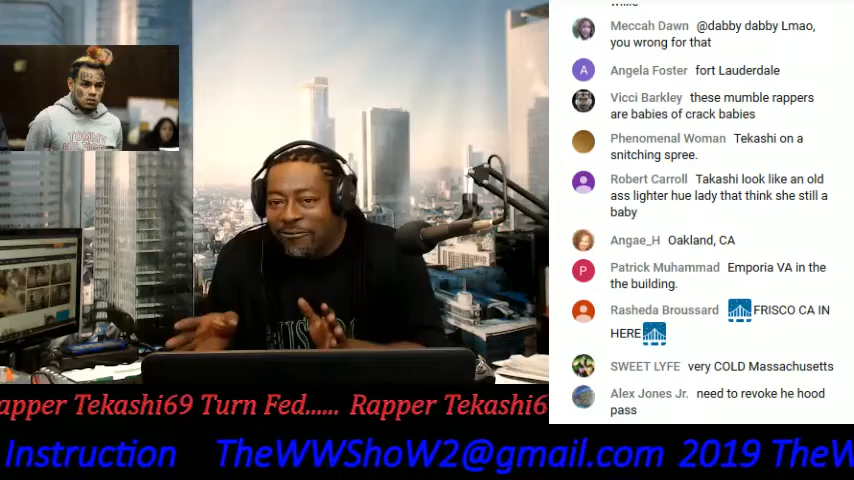 Meccah Dawn @dabby dabby Lmao,
you wrong for that
Angela Foster fort Lauderdale
Vicci Barkley these mumble rappers
are babies of crack babies
Phenomenal Woman Tekashi on a
snitching spree.
Robert Carroll Takashi look like an old
ass lighter hue lady that think she still a
baby
Angae_H Oakland, CA
Patrick Muhammad Emporia VA in the
the building.
Rasheda Broussard FRISCO CA IN
HERE
SWEET LYFE very COLD Massachusetts
Alex Jones Jr. need to revoke he hood
pass
A
P
TOMMY
apper Tekashi69 Turn Fed...... Rapper Tekashi6
Instruction TheWWShoW2@gmail.com 2019 TheW